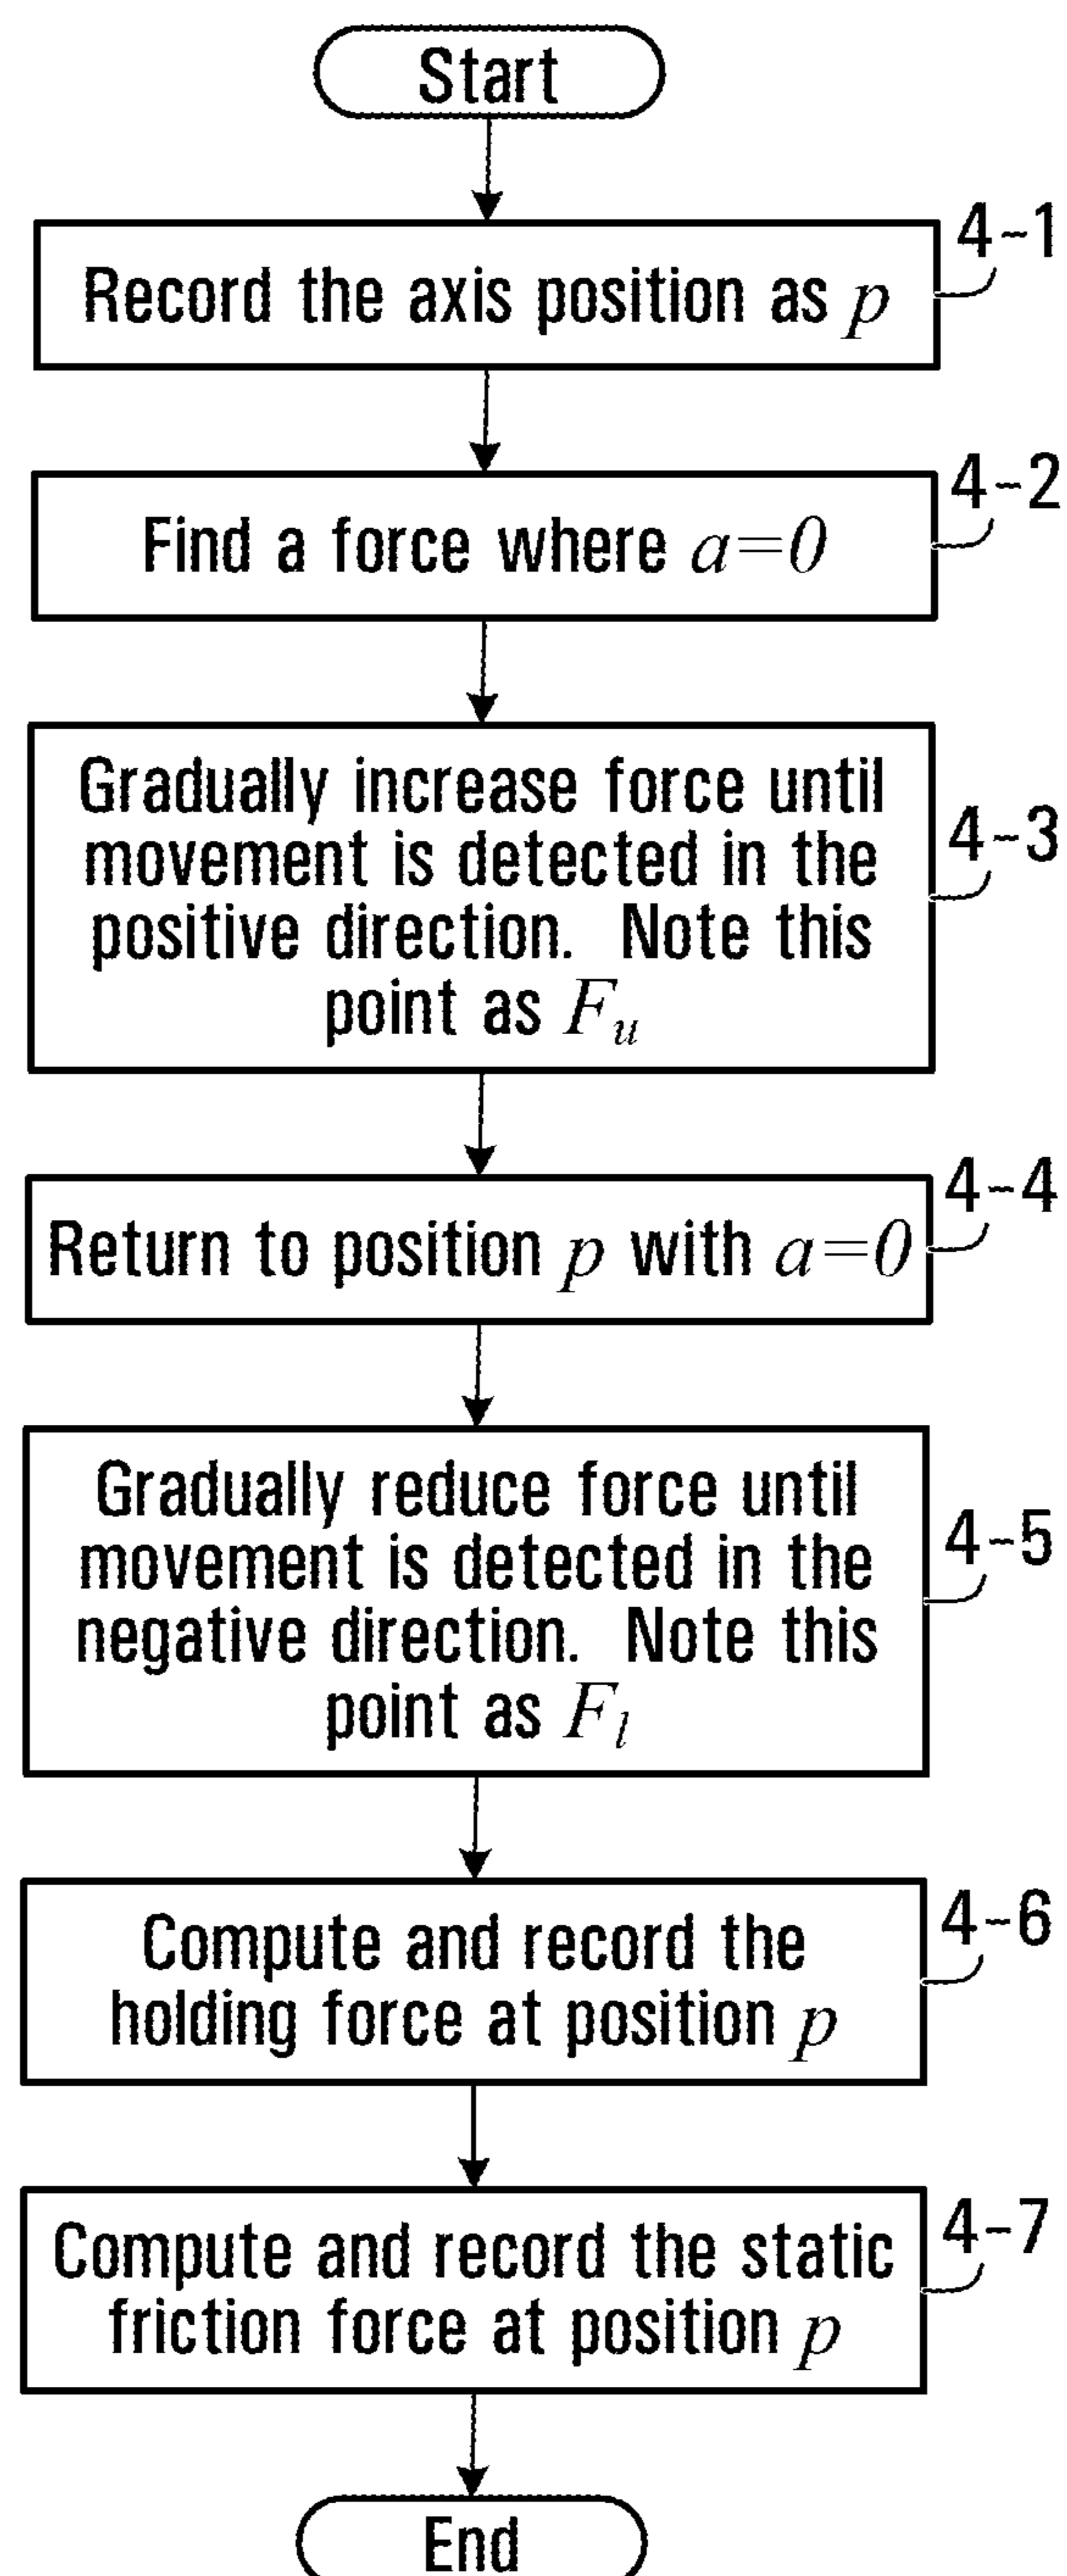 Start
4-1
Record the axis position as p
4-2
Find a force where a=0
4-3
Gradually increase force until
movement is detected in the
positive direction. Note this
point as Fu
4-4
Return to position p with a=0
4-5
Gradually reduce force until
movement is detected in the
negative direction. Note this
point as Fl
4-6
Compute and record the
holding force at position p
4-7
Compute and record the static
friction force at position p
End